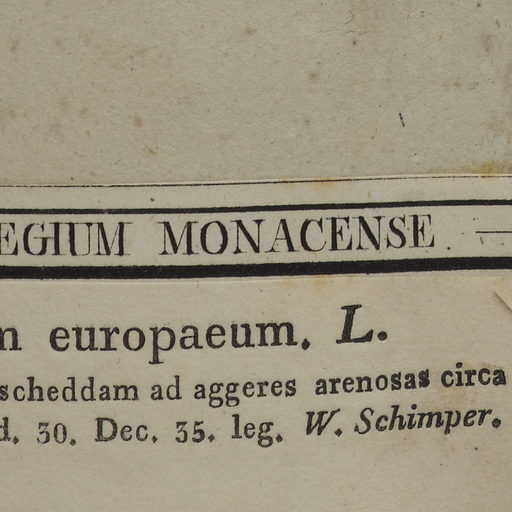 EGIUM MONACENSE
m europaeum. L.
scheddam ad aggeres arenosas circa
d. 30. Dec. 35. leg. W. Schimper.